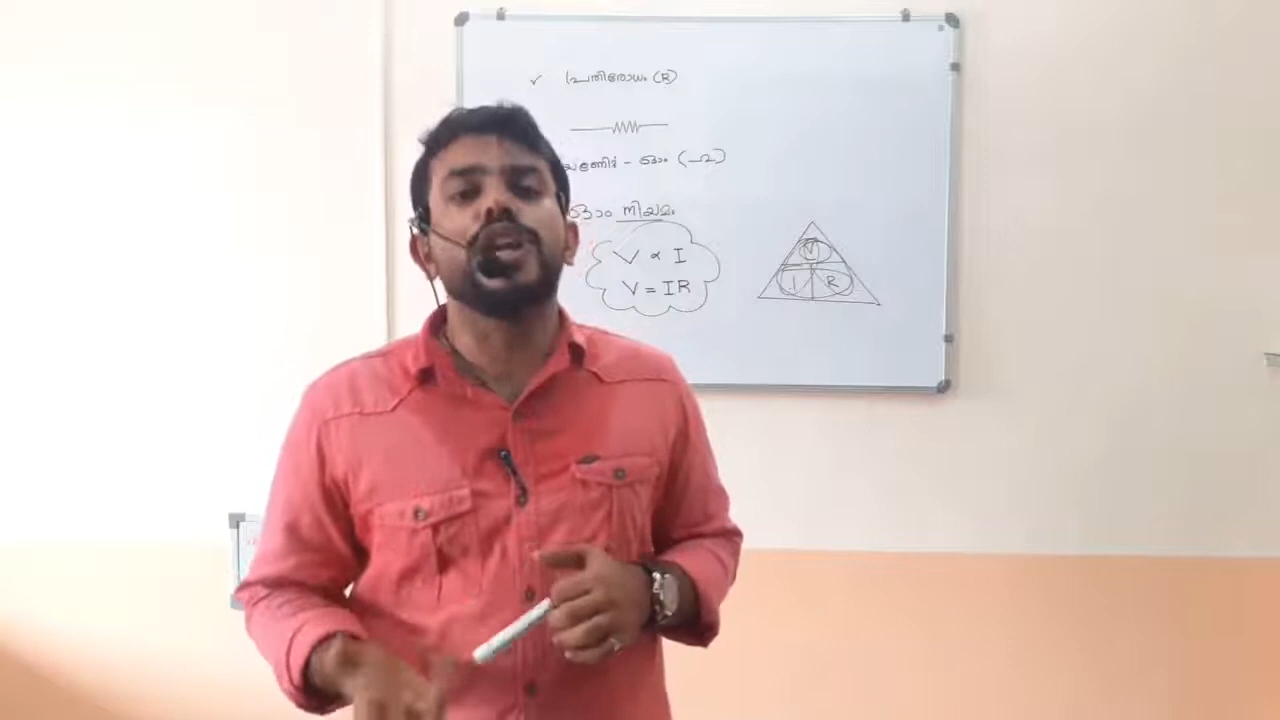 ✓ പ്രതിരോധം (R)
യൂണിറ്റ് - ഓം (Ω)
ഓം നിയമം
V ∝ I
V = IR
V
I R